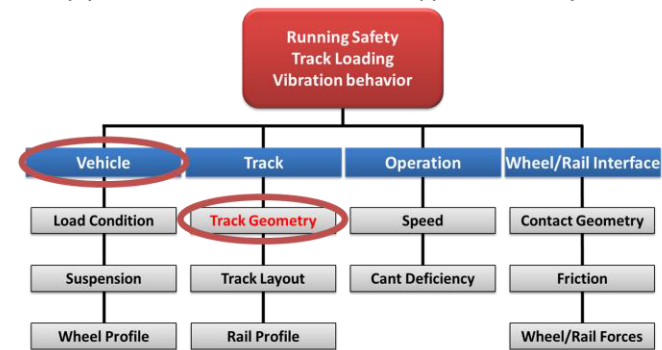 Running Safety
Track Loading
Vibration behavior
Vehicle
Track
Operation
Wheel/Rail Interface
Load Condition
Track Geometry
Speed
Contact Geometry
Suspension
Track Layout
Cant Deficiency
Friction
Wheel Profile
Rail Profile
Wheel/Rail Forces